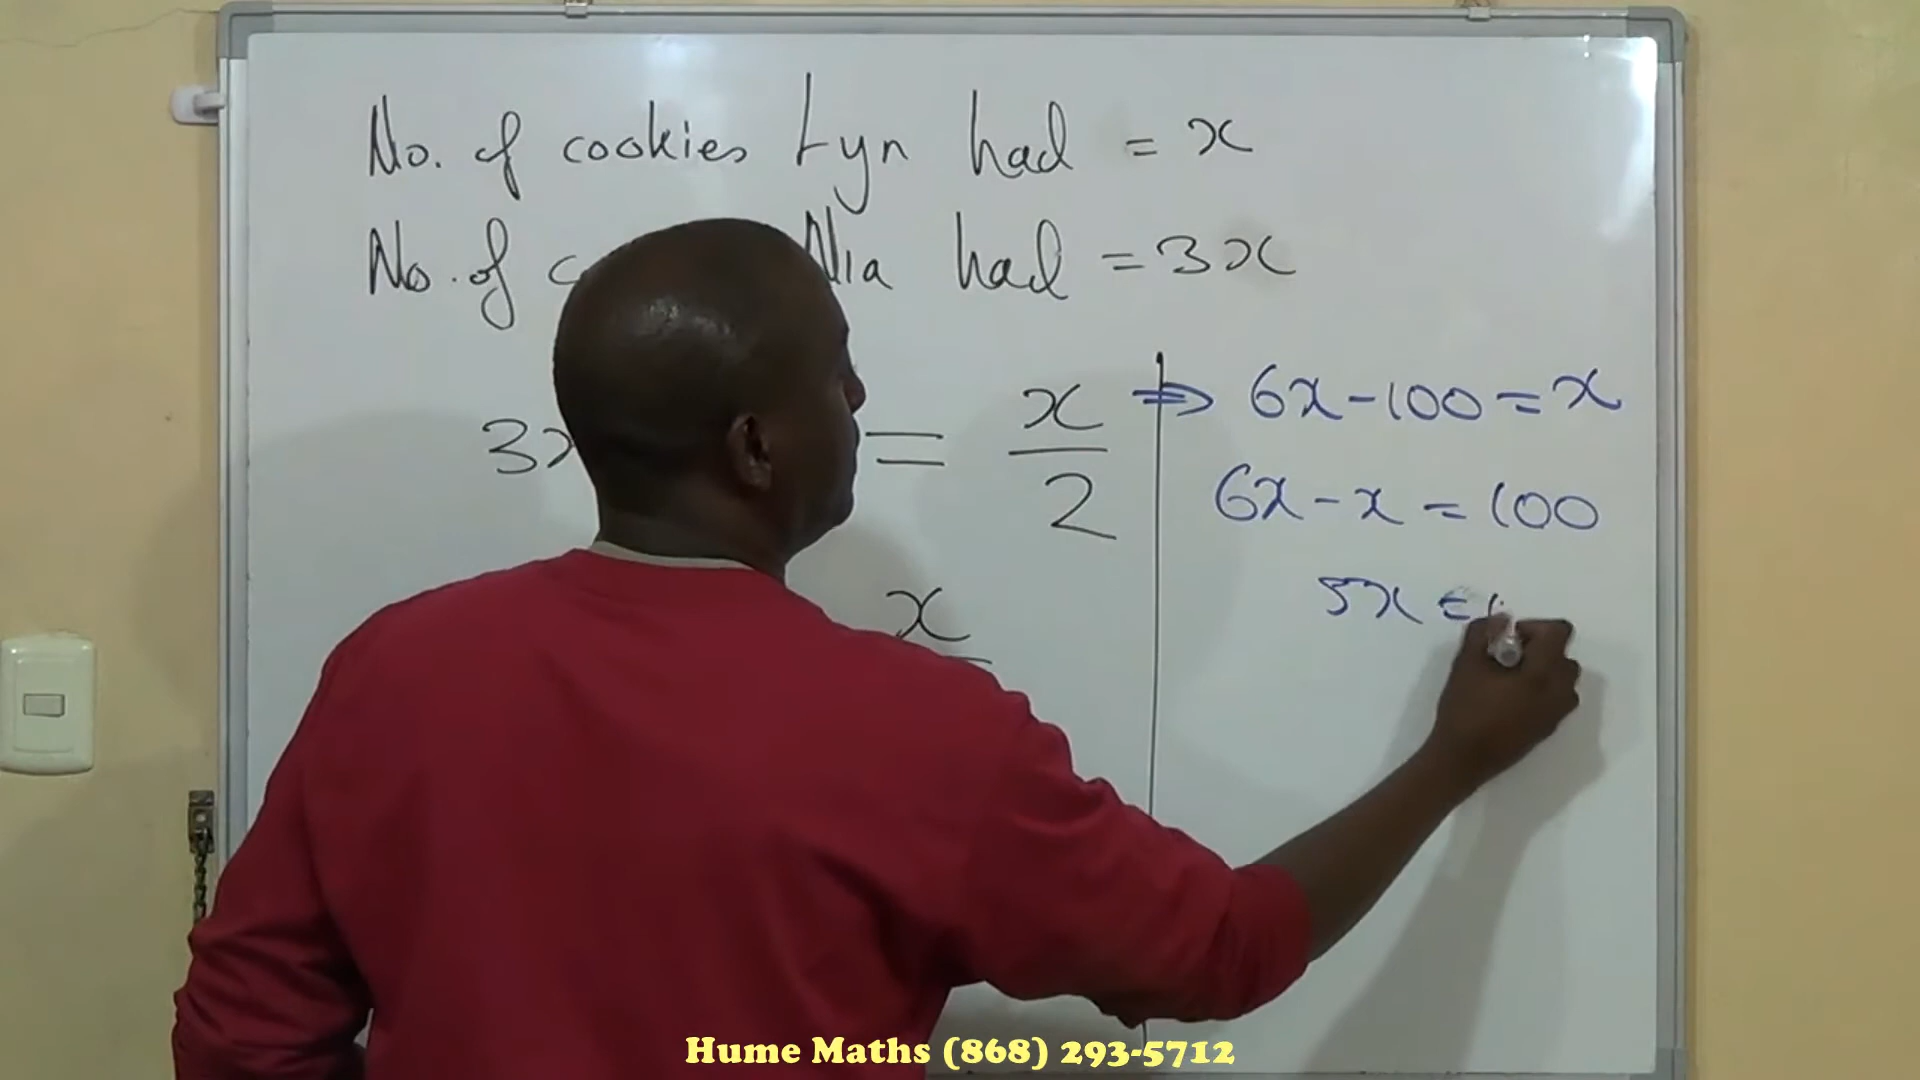 No. of cookies Lyn had = x
No. of Nia had = 3x
3x = x/2 ⇒ 6x - 100 = x
6x - x = 100
5x =
x
Hume Maths (868) 293-5712